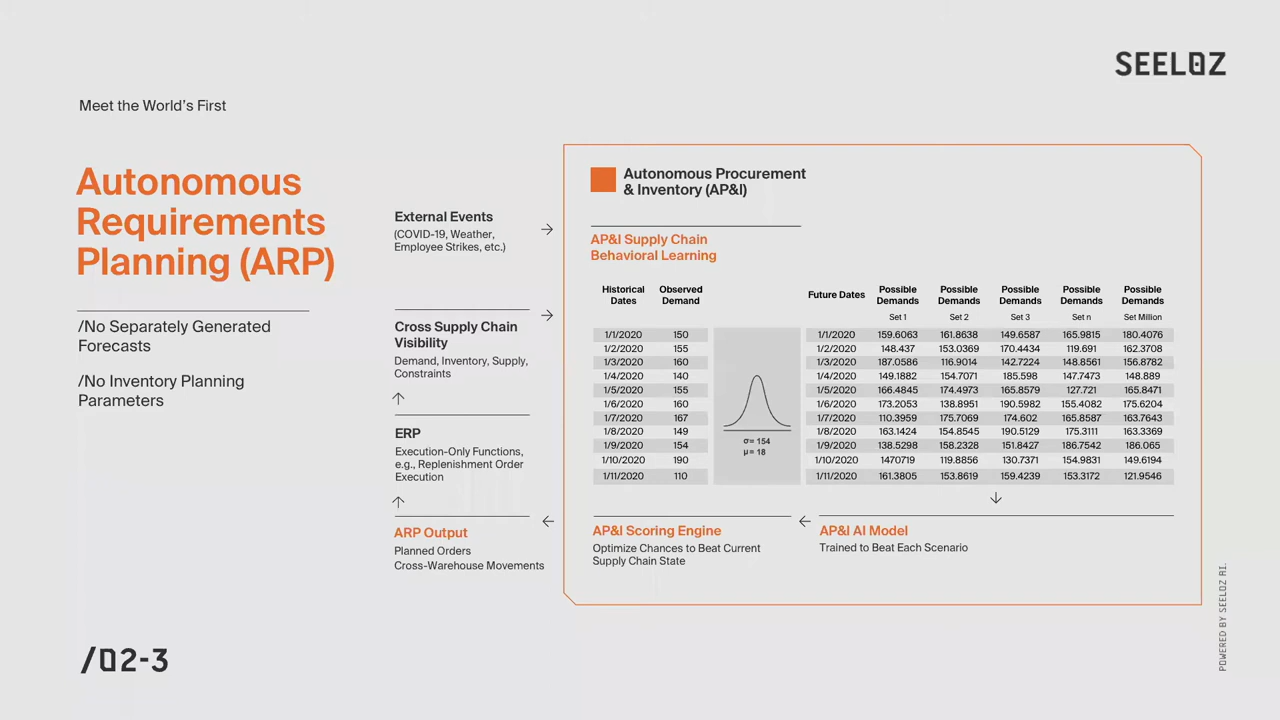 SEELOZ
Meet the World's First
Autonomous
Requirements
Planning (ARP)
/No Separately Generated
Forecasts
/No Inventory Planning
Parameters
External Events
(COVID-19, Weather,
Employee Strikes, etc.)
Cross Supply Chain
Visibility
Demand, Inventory, Supply,
Constraints
ERP
Execution-Only Functions,
e.g., Replenishment Order
Execution
ARP Output
Planned Orders
Cross-Warehouse Movements
Autonomous Procurement
& Inventory (AP&I)
AP&I Supply Chain
Behavioral Learning
Historical Dates Observed Demand Future Dates Possible Demands Possible Demands Possible Demands Possible Demands Possible Demands
Set 1 Set 2 Set 3 Set n Set Million
1/1/2020 150 1/1/2020 159.6063 161.8638 149.6587 165.9815 180.4076
1/2/2020 155 1/2/2020 148.437 153.0369 170.4434 119.691 162.3708
1/3/2020 160 1/3/2020 187.0586 116.9014 142.7224 148.8561 156.8782
1/4/2020 140 1/4/2020 149.1882 154.7071 185.598 147.7473 148.889
1/5/2020 155 1/5/2020 166.4845 174.4973 165.8579 127.721 165.8471
1/6/2020 160 1/6/2020 173.2053 138.8951 190.5982 155.4082 175.6204
1/7/2020 167 1/7/2020 110.3959 175.7069 174.602 165.8587 163.7643
1/8/2020 149 1/8/2020 163.1424 154.8545 190.5129 175.3111 163.3369
1/9/2020 154 1/9/2020 138.5298 158.2328 151.8427 186.7542 186.065
1/10/2020 190 1/10/2020 1470719 119.8856 130.7371 154.9831 149.6194
1/11/2020 110 1/11/2020 161.3805 153.8619 159.4239 153.3172 121.9546
σ= 154
μ= 18
AP&I Scoring Engine
Optimize Chances to Beat Current
Supply Chain State
AP&I AI Model
Trained to Beat Each Scenario
POWERED BY SEELOZ AI.
/02-3